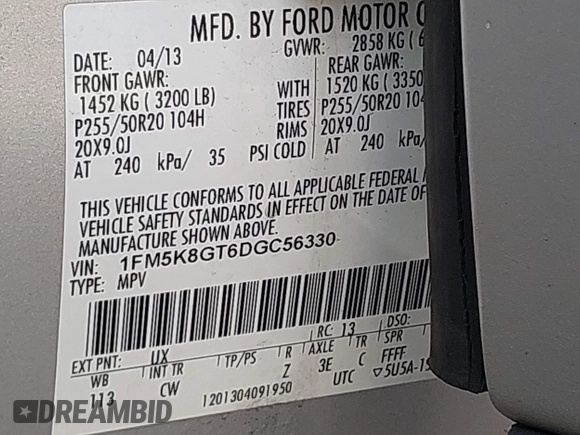 MFD. BY FORD MOTOR
DATE: 04/13 GVWR: 2858 KG
FRONT GAWR: REAR GAWR:
1452 KG ( 3200 LB) WITH 1520 KG (3350
P255/50R20 104H TIRES P255/50R20 104
20X9.0J RIMS 20X9.0J
AT 240 kPa/ 35 PSI COLD AT 240
THIS VEHICLE CONFORMS TO ALL APPLICABLE FEDERAL
VEHICLE SAFETY STANDARDS IN EFFECT ON THE DATE
MANUFACTURE SHOWN ABOVE.
VIN: 1FM5K8GT6DGC56330
TYPE: MPV
EXT PNT: UX RC: 13 DSO:
WB INT TR TP/PS R AXLE TR SPR
113 CW Z 3E C FFFF
1201304091950 UTC ▽5U5A-15
DREAMBID